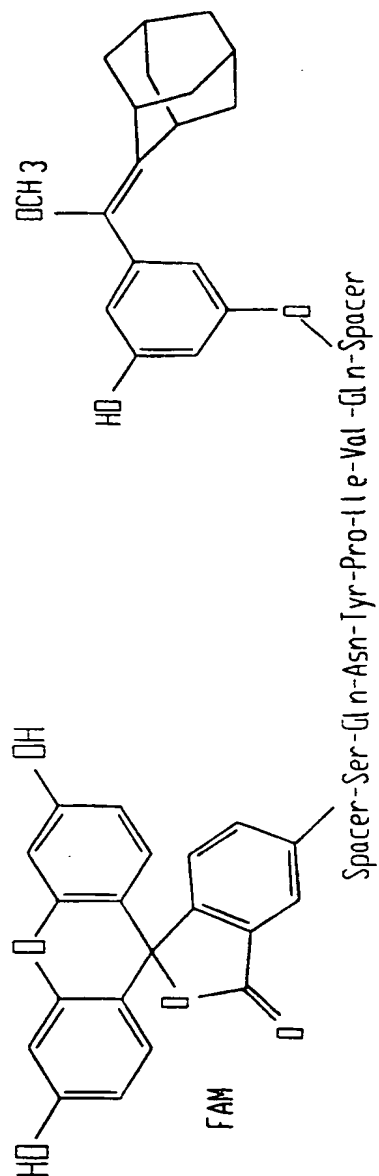 HO O OH OCH3
HO
O
FAM
O
O
Spacer-Ser-Gln-Asn-Tyr-Pro-Ile-Val-Gln-Spacer